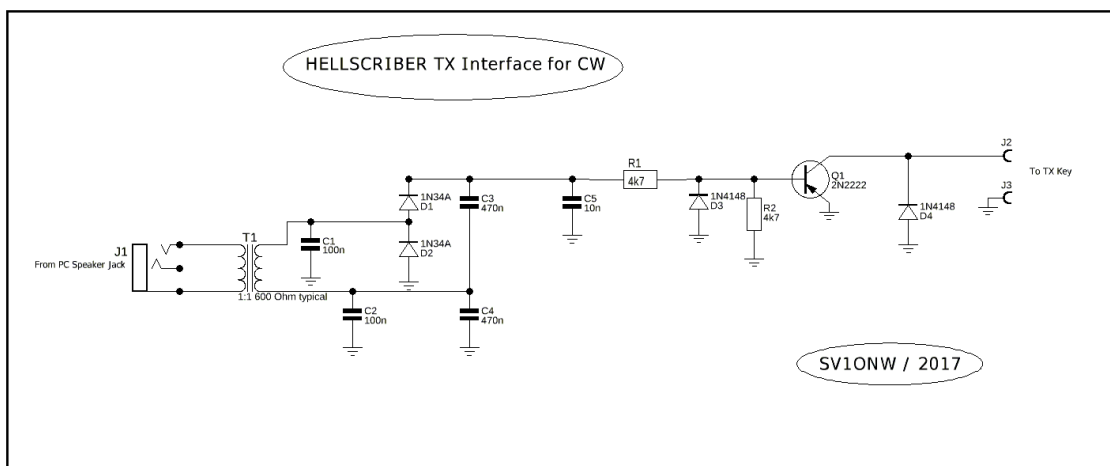 HELLSCRIBER TX Interface for CW
J2
R1
4k7
Q1
2N2222
To TX Key
1N34A
D1
C3
470n
C5
10n
1N4148
D3
R2
4k7
J3
1N4148
D4
T1
C1
100n
1N34A
D2
J1
From PC Speaker Jack
1:1 600 Ohm typical
C2
100n
C4
470n
SV1ONW / 2017